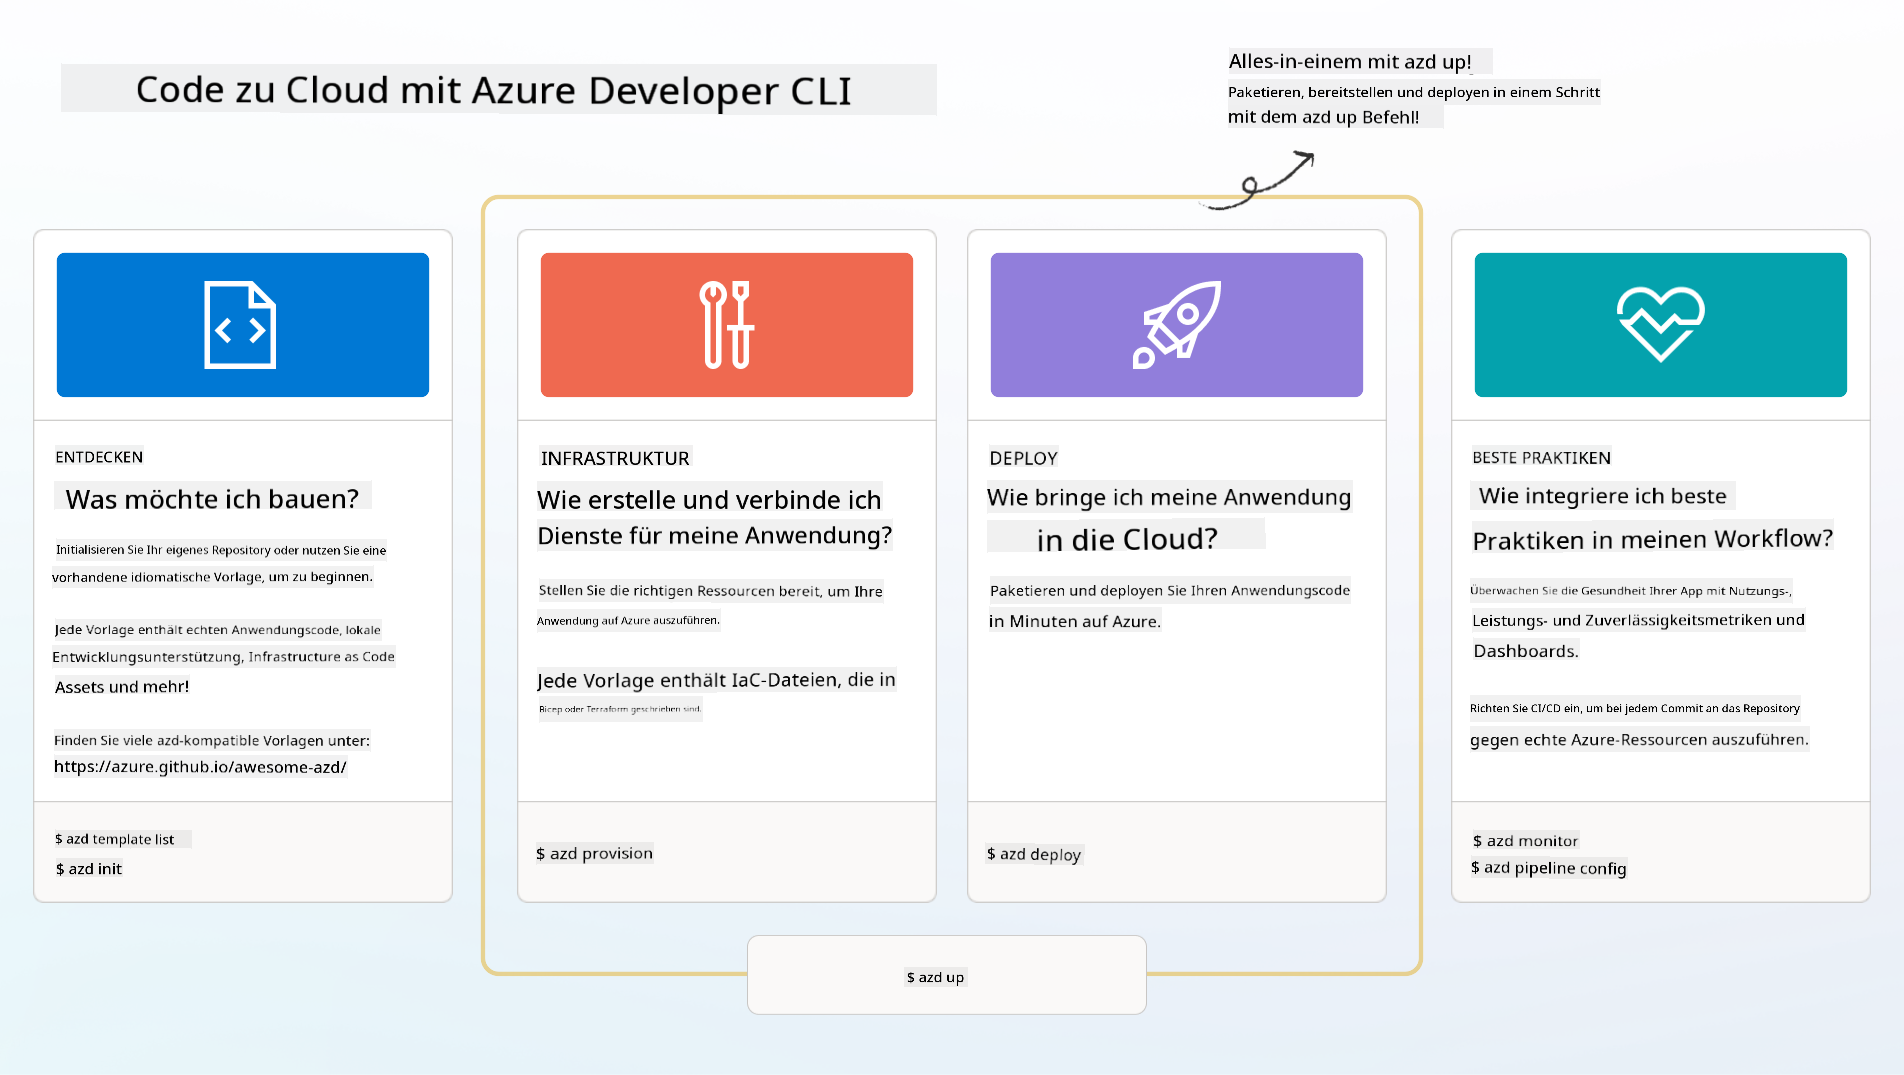 Code zu Cloud mit Azure Developer CLI
Alles-in-einem mit azd up!
Paketieren, bereitstellen und deployen in einem Schritt
mit dem azd up Befehl!
ENTDECKEN
Was möchte ich bauen?
Initialisieren Sie Ihr eigenes Repository oder nutzen Sie eine
vorhandene idiomatische Vorlage, um zu beginnen.
Jede Vorlage enthält echten Anwendungscode, lokale
Entwicklungsunterstützung, Infrastructure as Code
Assets und mehr!
Finden Sie viele azd-kompatible Vorlagen unter:
https://azure.github.io/awesome-azd/
$ azd template list
$ azd init
INFRASTRUKTUR
Wie erstelle und verbinde ich
Dienste für meine Anwendung?
Stellen Sie die richtigen Ressourcen bereit, um Ihre
Anwendung auf Azure auszuführen.
Jede Vorlage enthält IaC-Dateien, die in
Bicep oder Terraform geschrieben sind.
$ azd provision
DEPLOY
Wie bringe ich meine Anwendung
in die Cloud?
Paketieren und deployen Sie Ihren Anwendungscode
in Minuten auf Azure.
$ azd deploy
BESTE PRAKTIKEN
Wie integriere ich beste
Praktiken in meinen Workflow?
Überwachen Sie die Gesundheit Ihrer App mit Nutzungs-,
Leistungs- und Zuverlässigkeitsmetriken und
Dashboards.
Richten Sie CI/CD ein, um bei jedem Commit an das Repository
gegen echte Azure-Ressourcen auszuführen.
$ azd monitor
$ azd pipeline config
$ azd up